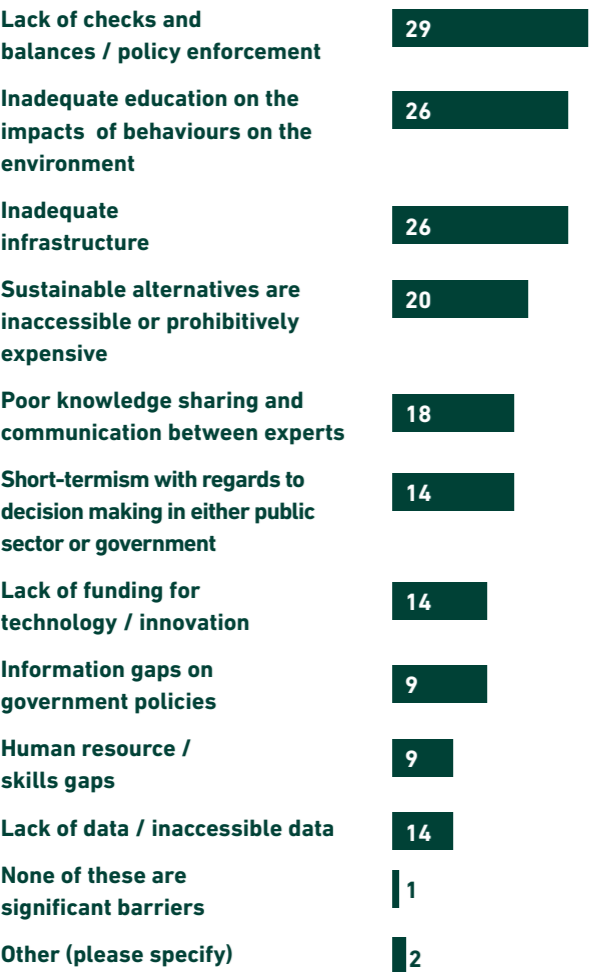 Lack of checks and
balances / policy enforcement
29
Inadequate education on the
impacts of behaviours on the
environment
26
Inadequate
infrastructure
26
Sustainable alternatives are
inaccessible or prohibitively
expensive
20
Poor knowledge sharing and
communication between experts
18
Short-termism with regards to
decision making in either public
sector or government
14
Lack of funding for
technology / innovation
14
Information gaps on
government policies
9
Human resource /
skills gaps
9
Lack of data / inaccessible data
14
None of these are
significant barriers
1
Other (please specify)
2